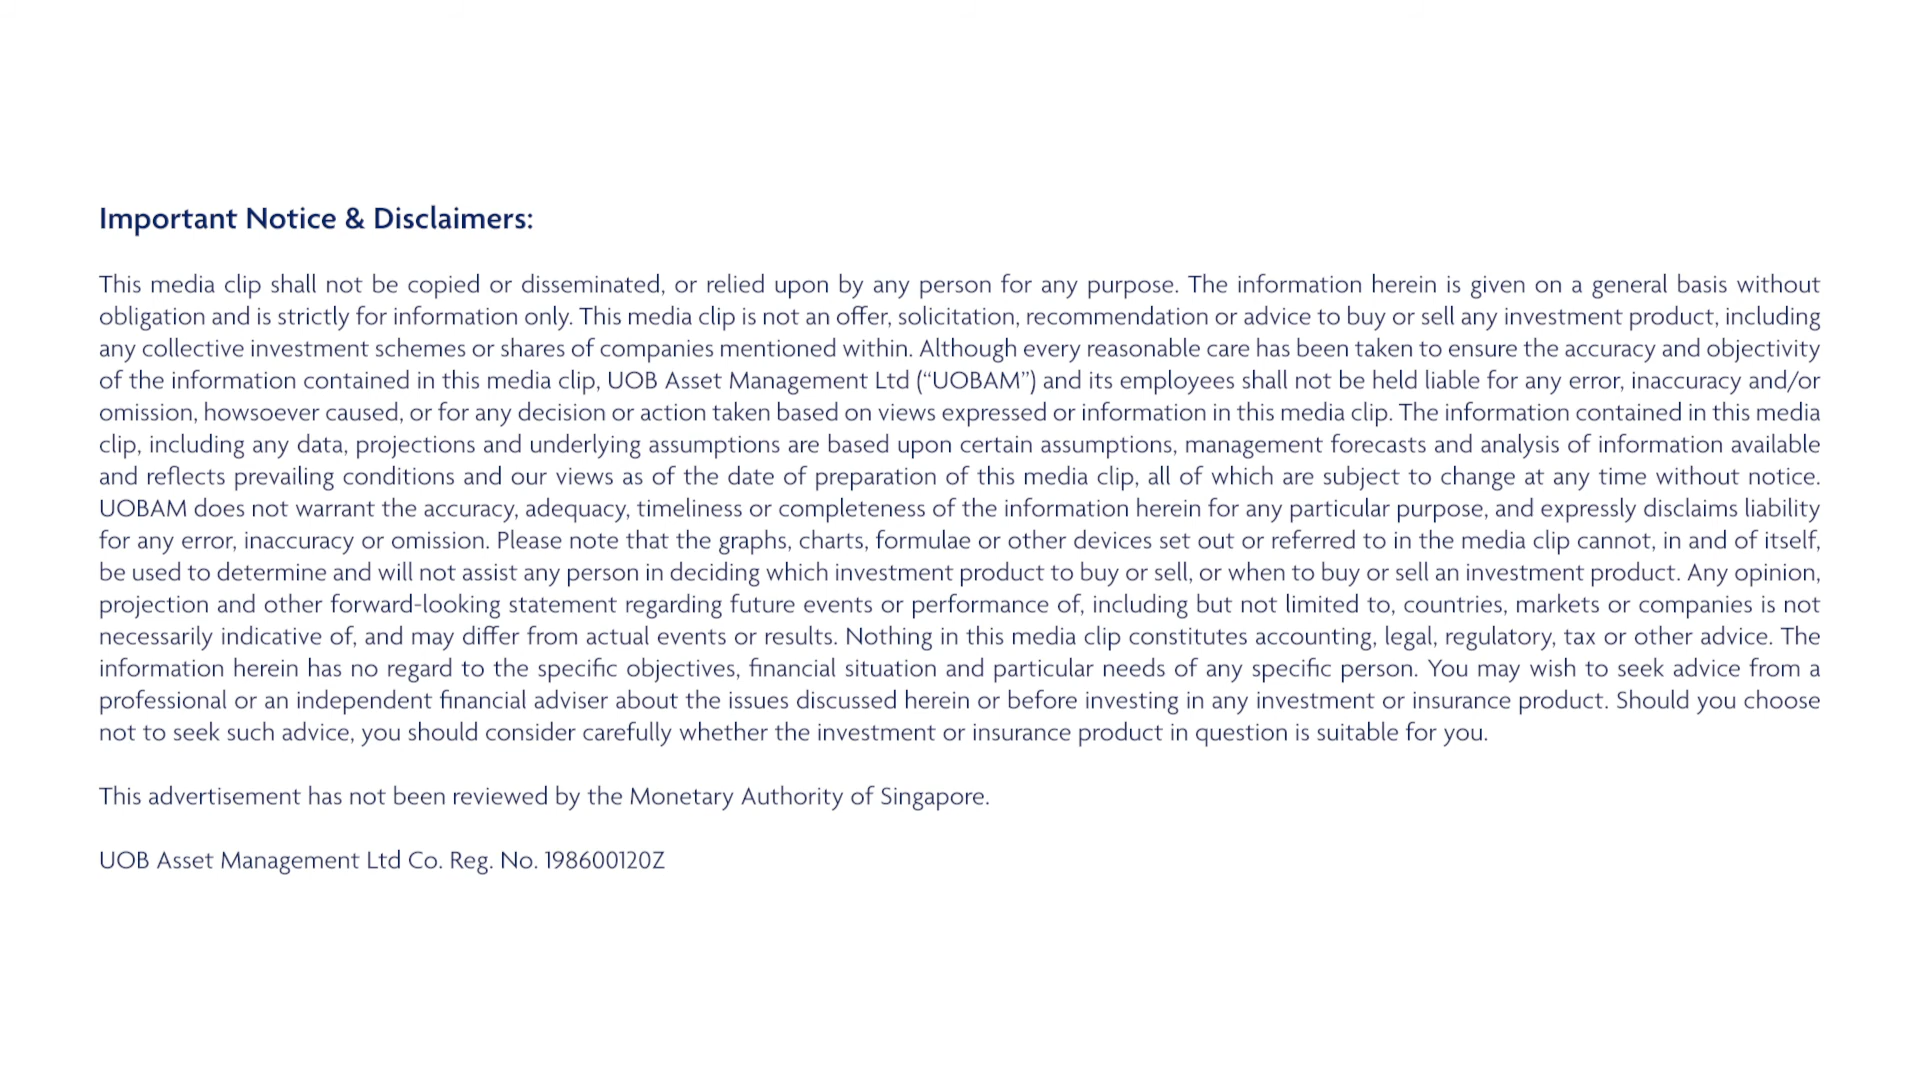 Important Notice & Disclaimers:
This media clip shall not be copied or disseminated, or relied upon by any person for any purpose. The information herein is given on a general basis without
obligation and is strictly for information only. This media clip is not an offer, solicitation, recommendation or advice to buy or sell any investment product, including
any collective investment schemes or shares of companies mentioned within. Although every reasonable care has been taken to ensure the accuracy and objectivity
of the information contained in this media clip, UOB Asset Management Ltd (“UOBAM”) and its employees shall not be held liable for any error, inaccuracy and/or
omission, howsoever caused, or for any decision or action taken based on views expressed or information in this media clip. The information contained in this media
clip, including any data, projections and underlying assumptions are based upon certain assumptions, management forecasts and analysis of information available
and reflects prevailing conditions and our views as of the date of preparation of this media clip, all of which are subject to change at any time without notice.
UOBAM does not warrant the accuracy, adequacy, timeliness or completeness of the information herein for any particular purpose, and expressly disclaims liability
for any error, inaccuracy or omission. Please note that the graphs, charts, formulae or other devices set out or referred to in the media clip cannot, in and of itself,
be used to determine and will not assist any person in deciding which investment product to buy or sell, or when to buy or sell an investment product. Any opinion,
projection and other forward-looking statement regarding future events or performance of, including but not limited to, countries, markets or companies is not
necessarily indicative of, and may differ from actual events or results. Nothing in this media clip constitutes accounting, legal, regulatory, tax or other advice. The
information herein has no regard to the specific objectives, financial situation and particular needs of any specific person. You may wish to seek advice from a
professional or an independent financial adviser about the issues discussed herein or before investing in any investment or insurance product. Should you choose
not to seek such advice, you should consider carefully whether the investment or insurance product in question is suitable for you.
This advertisement has not been reviewed by the Monetary Authority of Singapore.
UOB Asset Management Ltd Co. Reg. No. 198600120Z